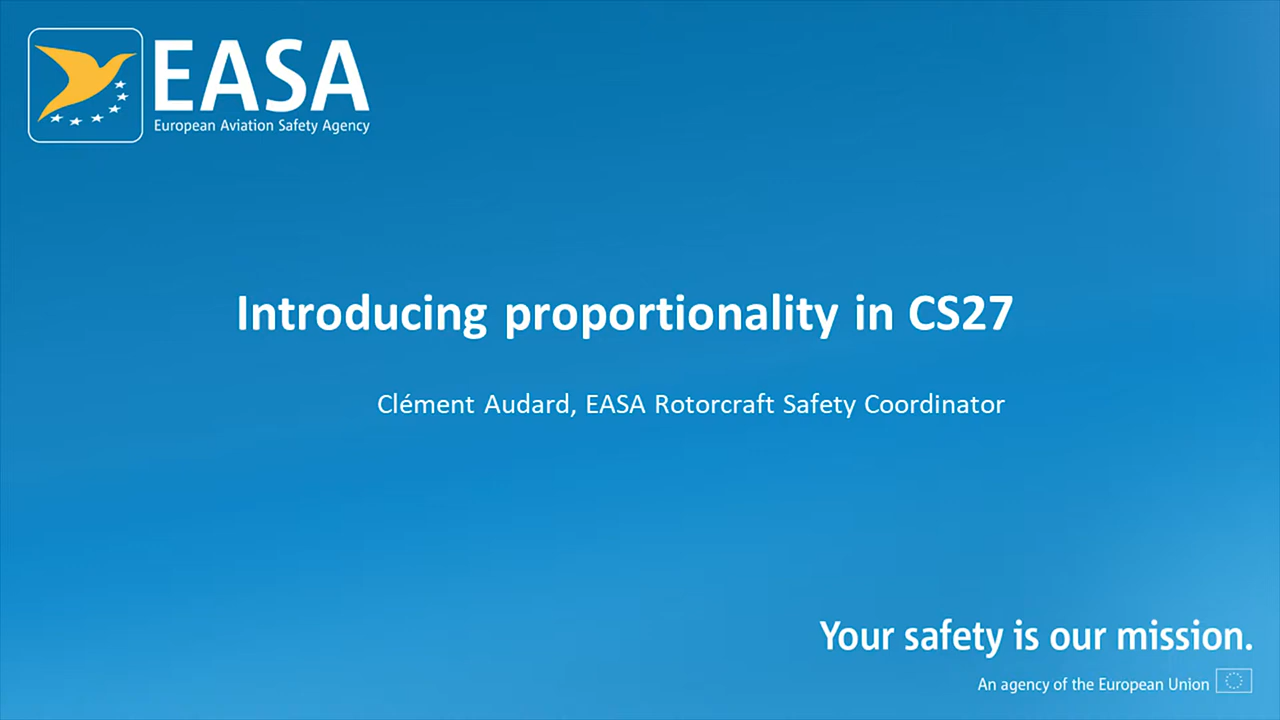 EASA
European Aviation Safety Agency
Introducing proportionality in CS27
Clément Audard, EASA Rotorcraft Safety Coordinator
Your safety is our mission.
An agency of the European Union